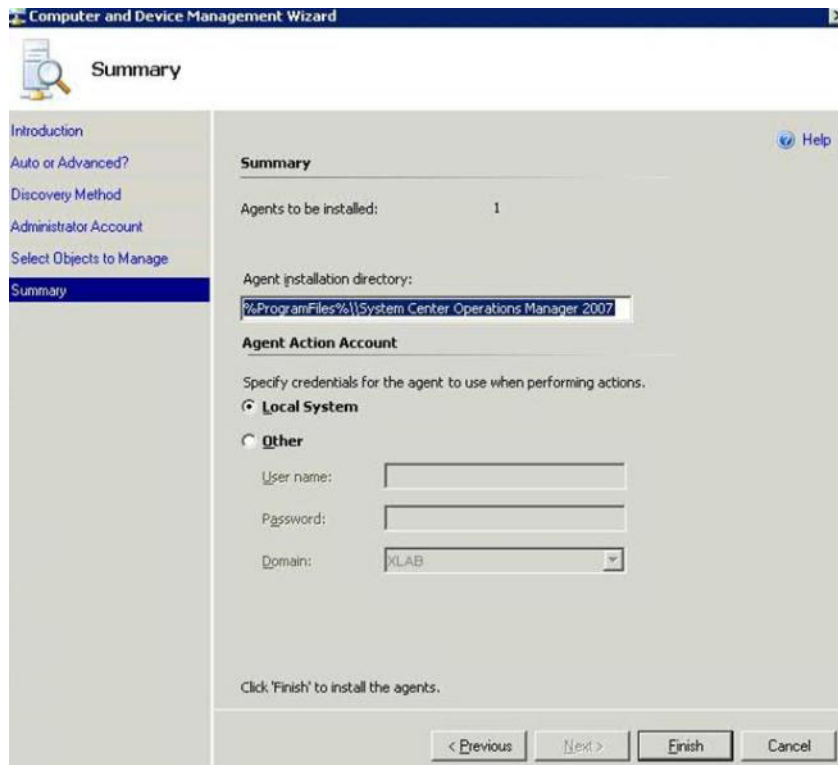 Computer and Device Management Wizard
Summary
Introduction
Auto or Advanced?
Discovery Method
Administrator Account
Select Objects to Manage
Summary
Help
Summary
Agents to be installed: 1
Agent installation directory:
%ProgramFiles%\\System Center Operations Manager 2007
Agent Action Account
Specify credentials for the agent to use when performing actions.
Local System
Other
User name:
Password:
Domain: XLAB
Click 'Finish' to install the agents.
< Previous Next > Finish Cancel